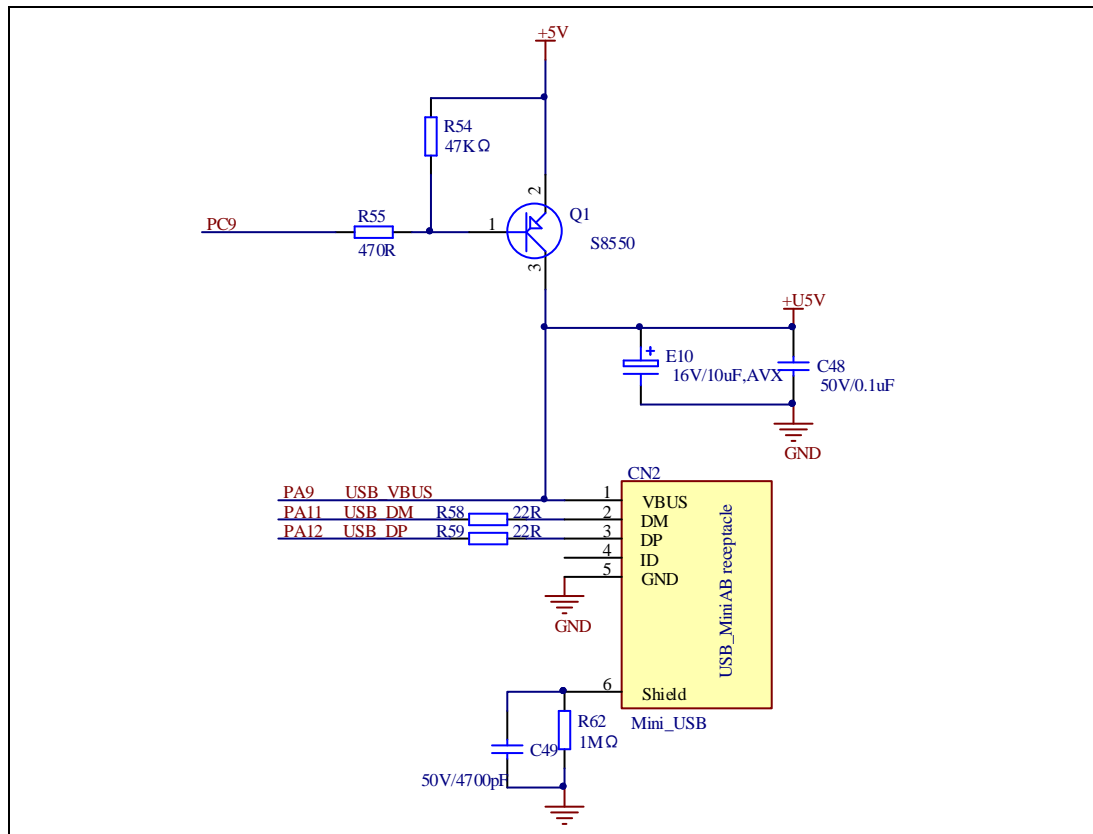 +5V
R54
47KΩ
2
Q1
PC9
R55
1
470R
S8550
3
+U5V
E10
16V/10uF,AVX
C48
50V/0.1uF
GND
CN2
PA9 USB_VBUS 1 VBUS
PA11 USB_DM R58 22R 2 DM
PA12 USB_DP R59 22R 3 DP
4 ID
5 GND
GND
USB_MiniAB receptacle
6 Shield
R62
1MΩ
Mini_USB
C49
50V/4700pF